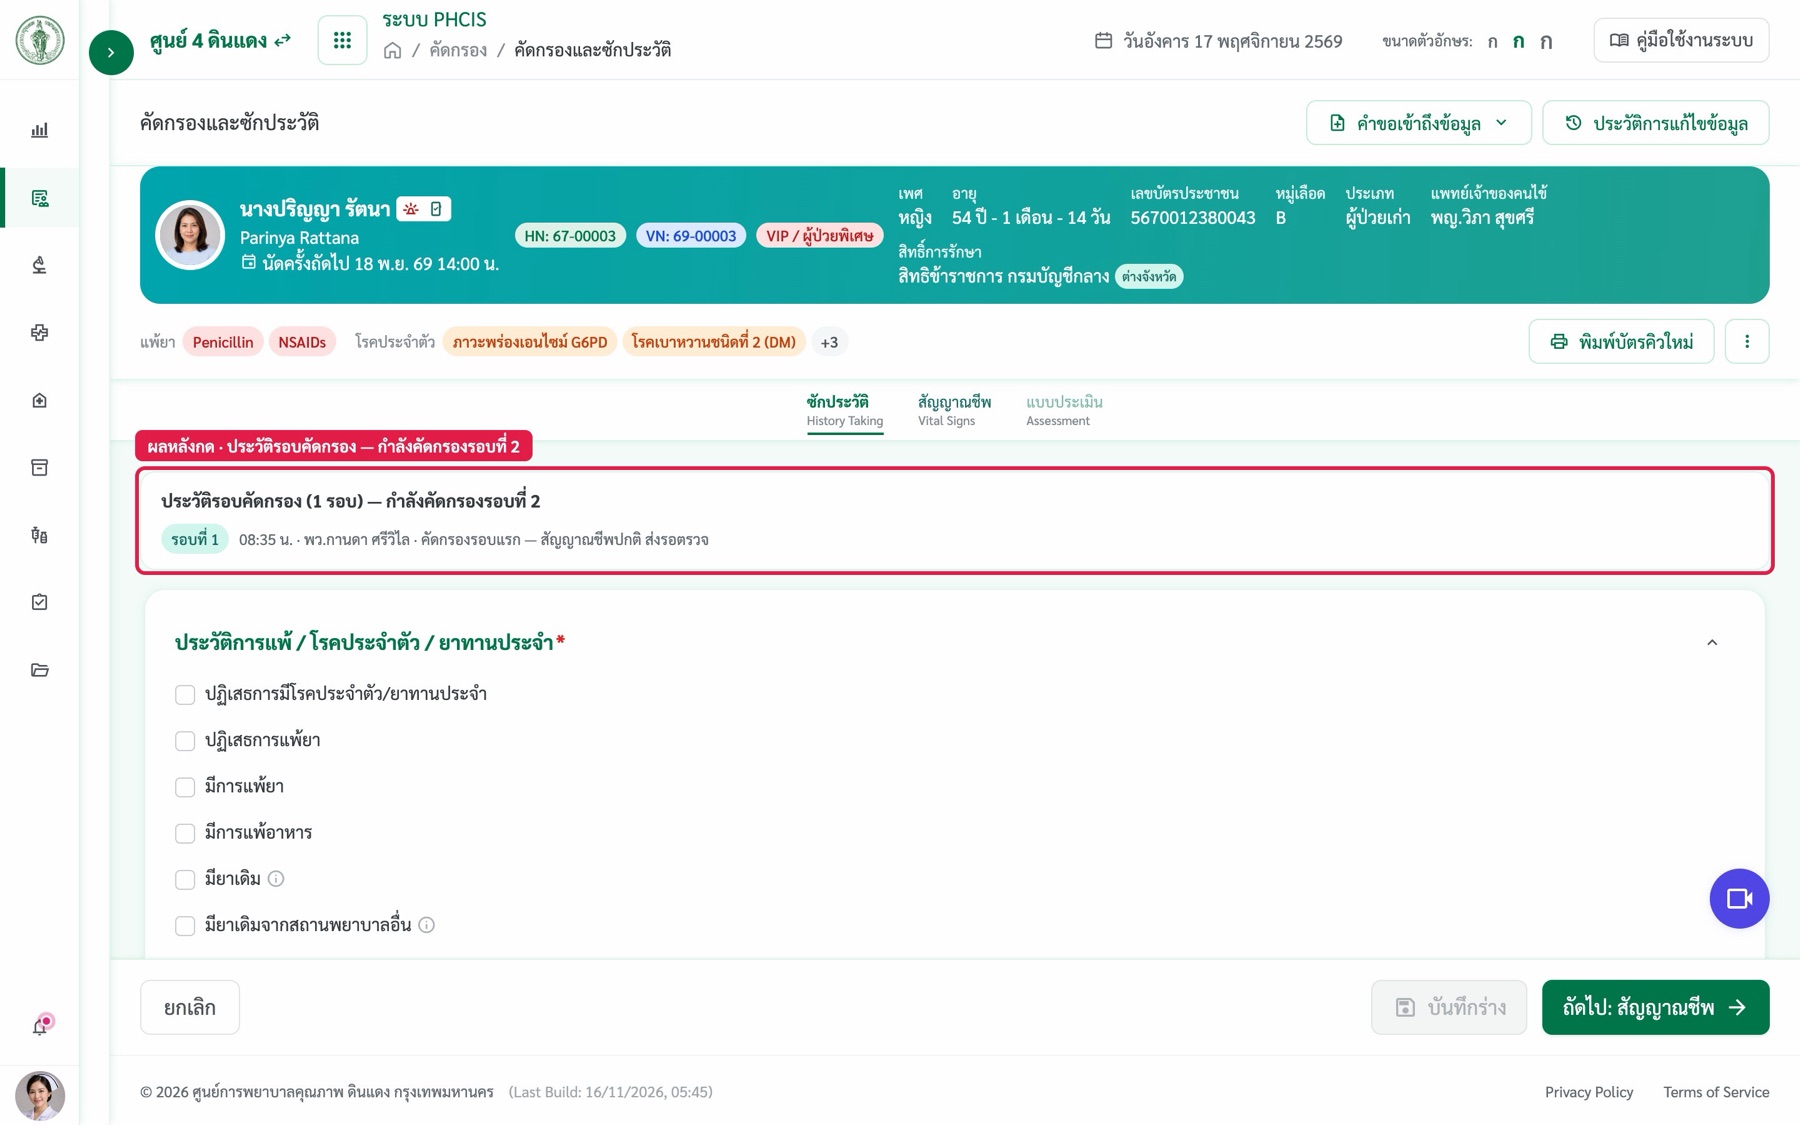 ศูนย์ 4 ดินแดง
ระบบ PHCIS
/ คัดกรอง / คัดกรองและซักประวัติ
วันอังคาร 17 พฤศจิกายน 2569
ขนาดตัวอักษร: ก ก ก
คู่มือใช้งานระบบ
คัดกรองและซักประวัติ
คำขอเข้าถึงข้อมูล
ประวัติการแก้ไขข้อมูล
นางปริญญา รัตนา
Parinya Rattana
นัดครั้งถัดไป 18 พ.ย. 69 14:00 น.
HN: 67-00003
VN: 69-00003
VIP / ผู้ป่วยพิเศษ
เพศ
หญิง
อายุ
54 ปี - 1 เดือน - 14 วัน
เลขบัตรประชาชน
5670012380043
หมู่เลือด
B
ประเภท
ผู้ป่วยเก่า
แพทย์เจ้าของคนไข้
พญ.วิภา สุขศรี
สิทธิ์การรักษา
สิทธิข้าราชการ กรมบัญชีกลาง ต่างจังหวัด
แพ้ยา Penicillin NSAIDs โรคประจำตัว ภาวะพร่องเอนไซม์ G6PD โรคเบาหวานชนิดที่ 2 (DM) +3
พิมพ์บัตรคิวใหม่
ซักประวัติ
History Taking
สัญญาณชีพ
Vital Signs
แบบประเมิน
Assessment
ผลหลังกด · ประวัติรอบคัดกรอง — กำลังคัดกรองรอบที่ 2
ประวัติรอบคัดกรอง (1 รอบ) — กำลังคัดกรองรอบที่ 2
รอบที่ 1 08:35 น. · พว.กานดา ศรีวิไล · คัดกรองรอบแรก — สัญญาณชีพปกติ ส่งรอตรวจ
ประวัติการแพ้ / โรคประจำตัว / ยาทานประจำ*
ปฏิเสธการมีโรคประจำตัว/ยาทานประจำ
ปฏิเสธการแพ้ยา
มีการแพ้ยา
มีการแพ้อาหาร
มียาเดิม
มียาเดิมจากสถานพยาบาลอื่น
ยกเลิก
บันทึกร่าง
ถัดไป: สัญญาณชีพ
© 2026 ศูนย์การพยาบาลคุณภาพ ดินแดง กรุงเทพมหานคร (Last Build: 16/11/2026, 05:45)
Privacy Policy
Terms of Service